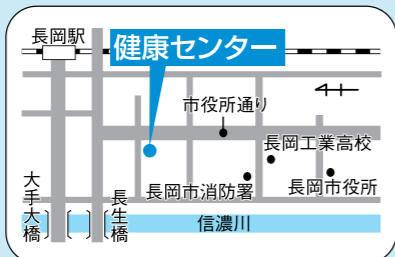 長岡駅
健康センター
市役所通り
長岡工業高校
長岡市消防署
長岡市役所
大手大橋
長生橋
信濃川